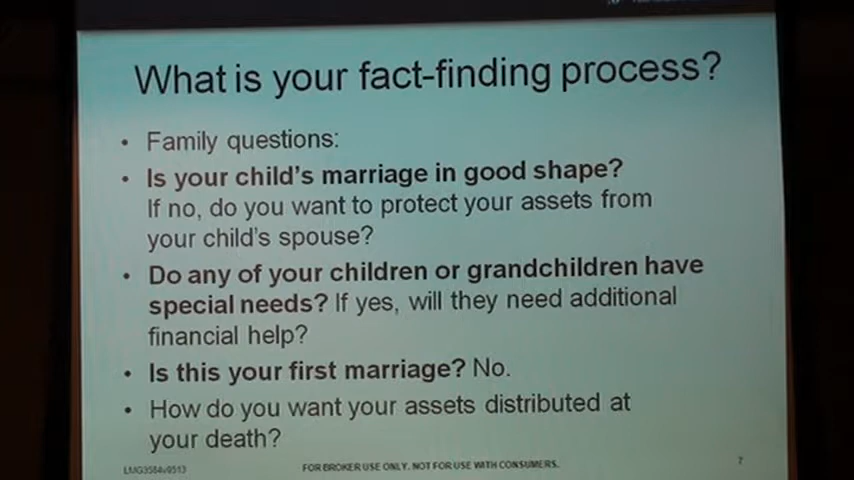 What is your fact-finding process?
• Family questions:
• Is your child's marriage in good shape?
If no, do you want to protect your assets from
your child's spouse?
• Do any of your children or grandchildren have
special needs? If yes, will they need additional
financial help?
• Is this your first marriage? No.
• How do you want your assets distributed at
your death?
LMG3584v0513 FOR BROKER USE ONLY. NOT FOR USE WITH CONSUMERS. 7